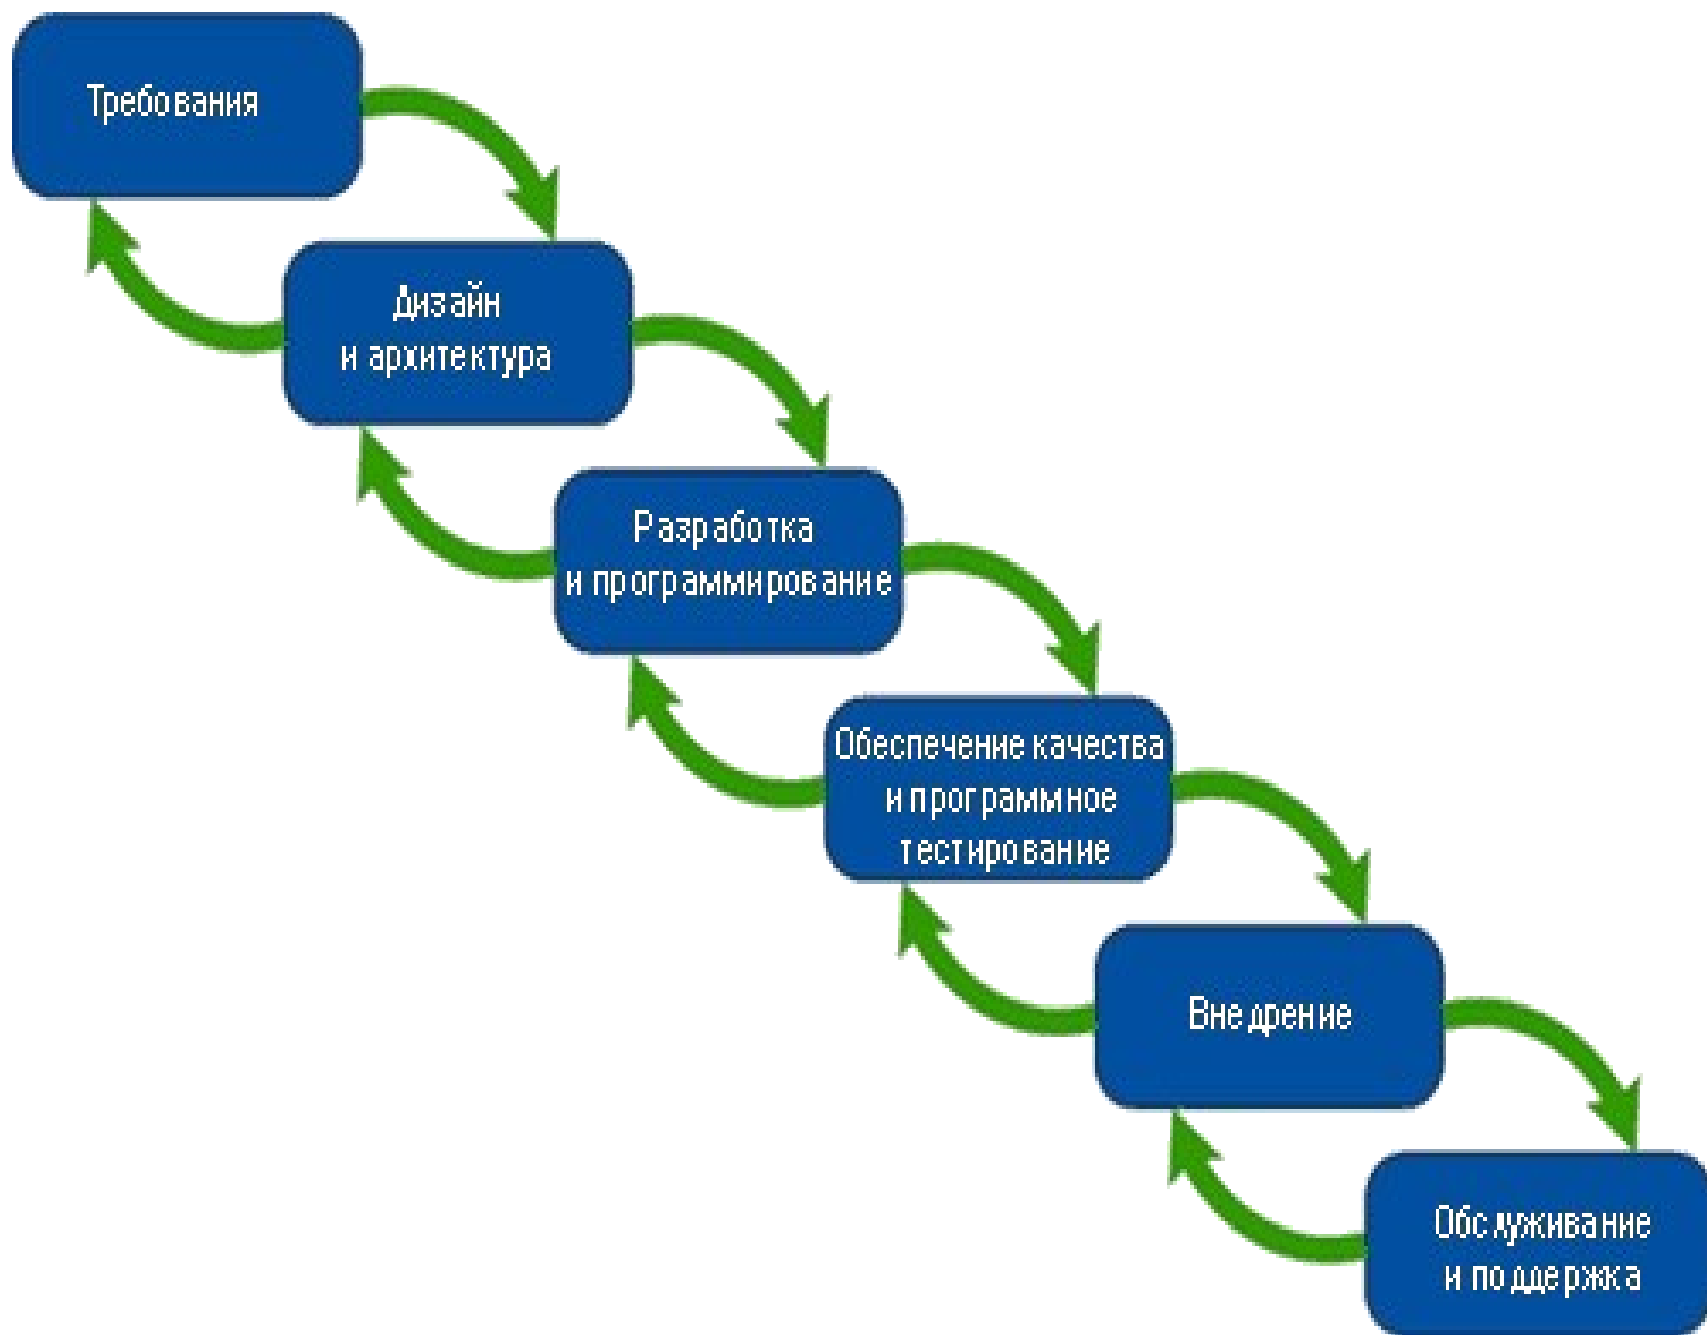 Требования
Дизайн
и архитектура
Разработка
и программирование
Обеспечение качества
и программное
тестирование
Внедрение
Обслуживание
и поддержка